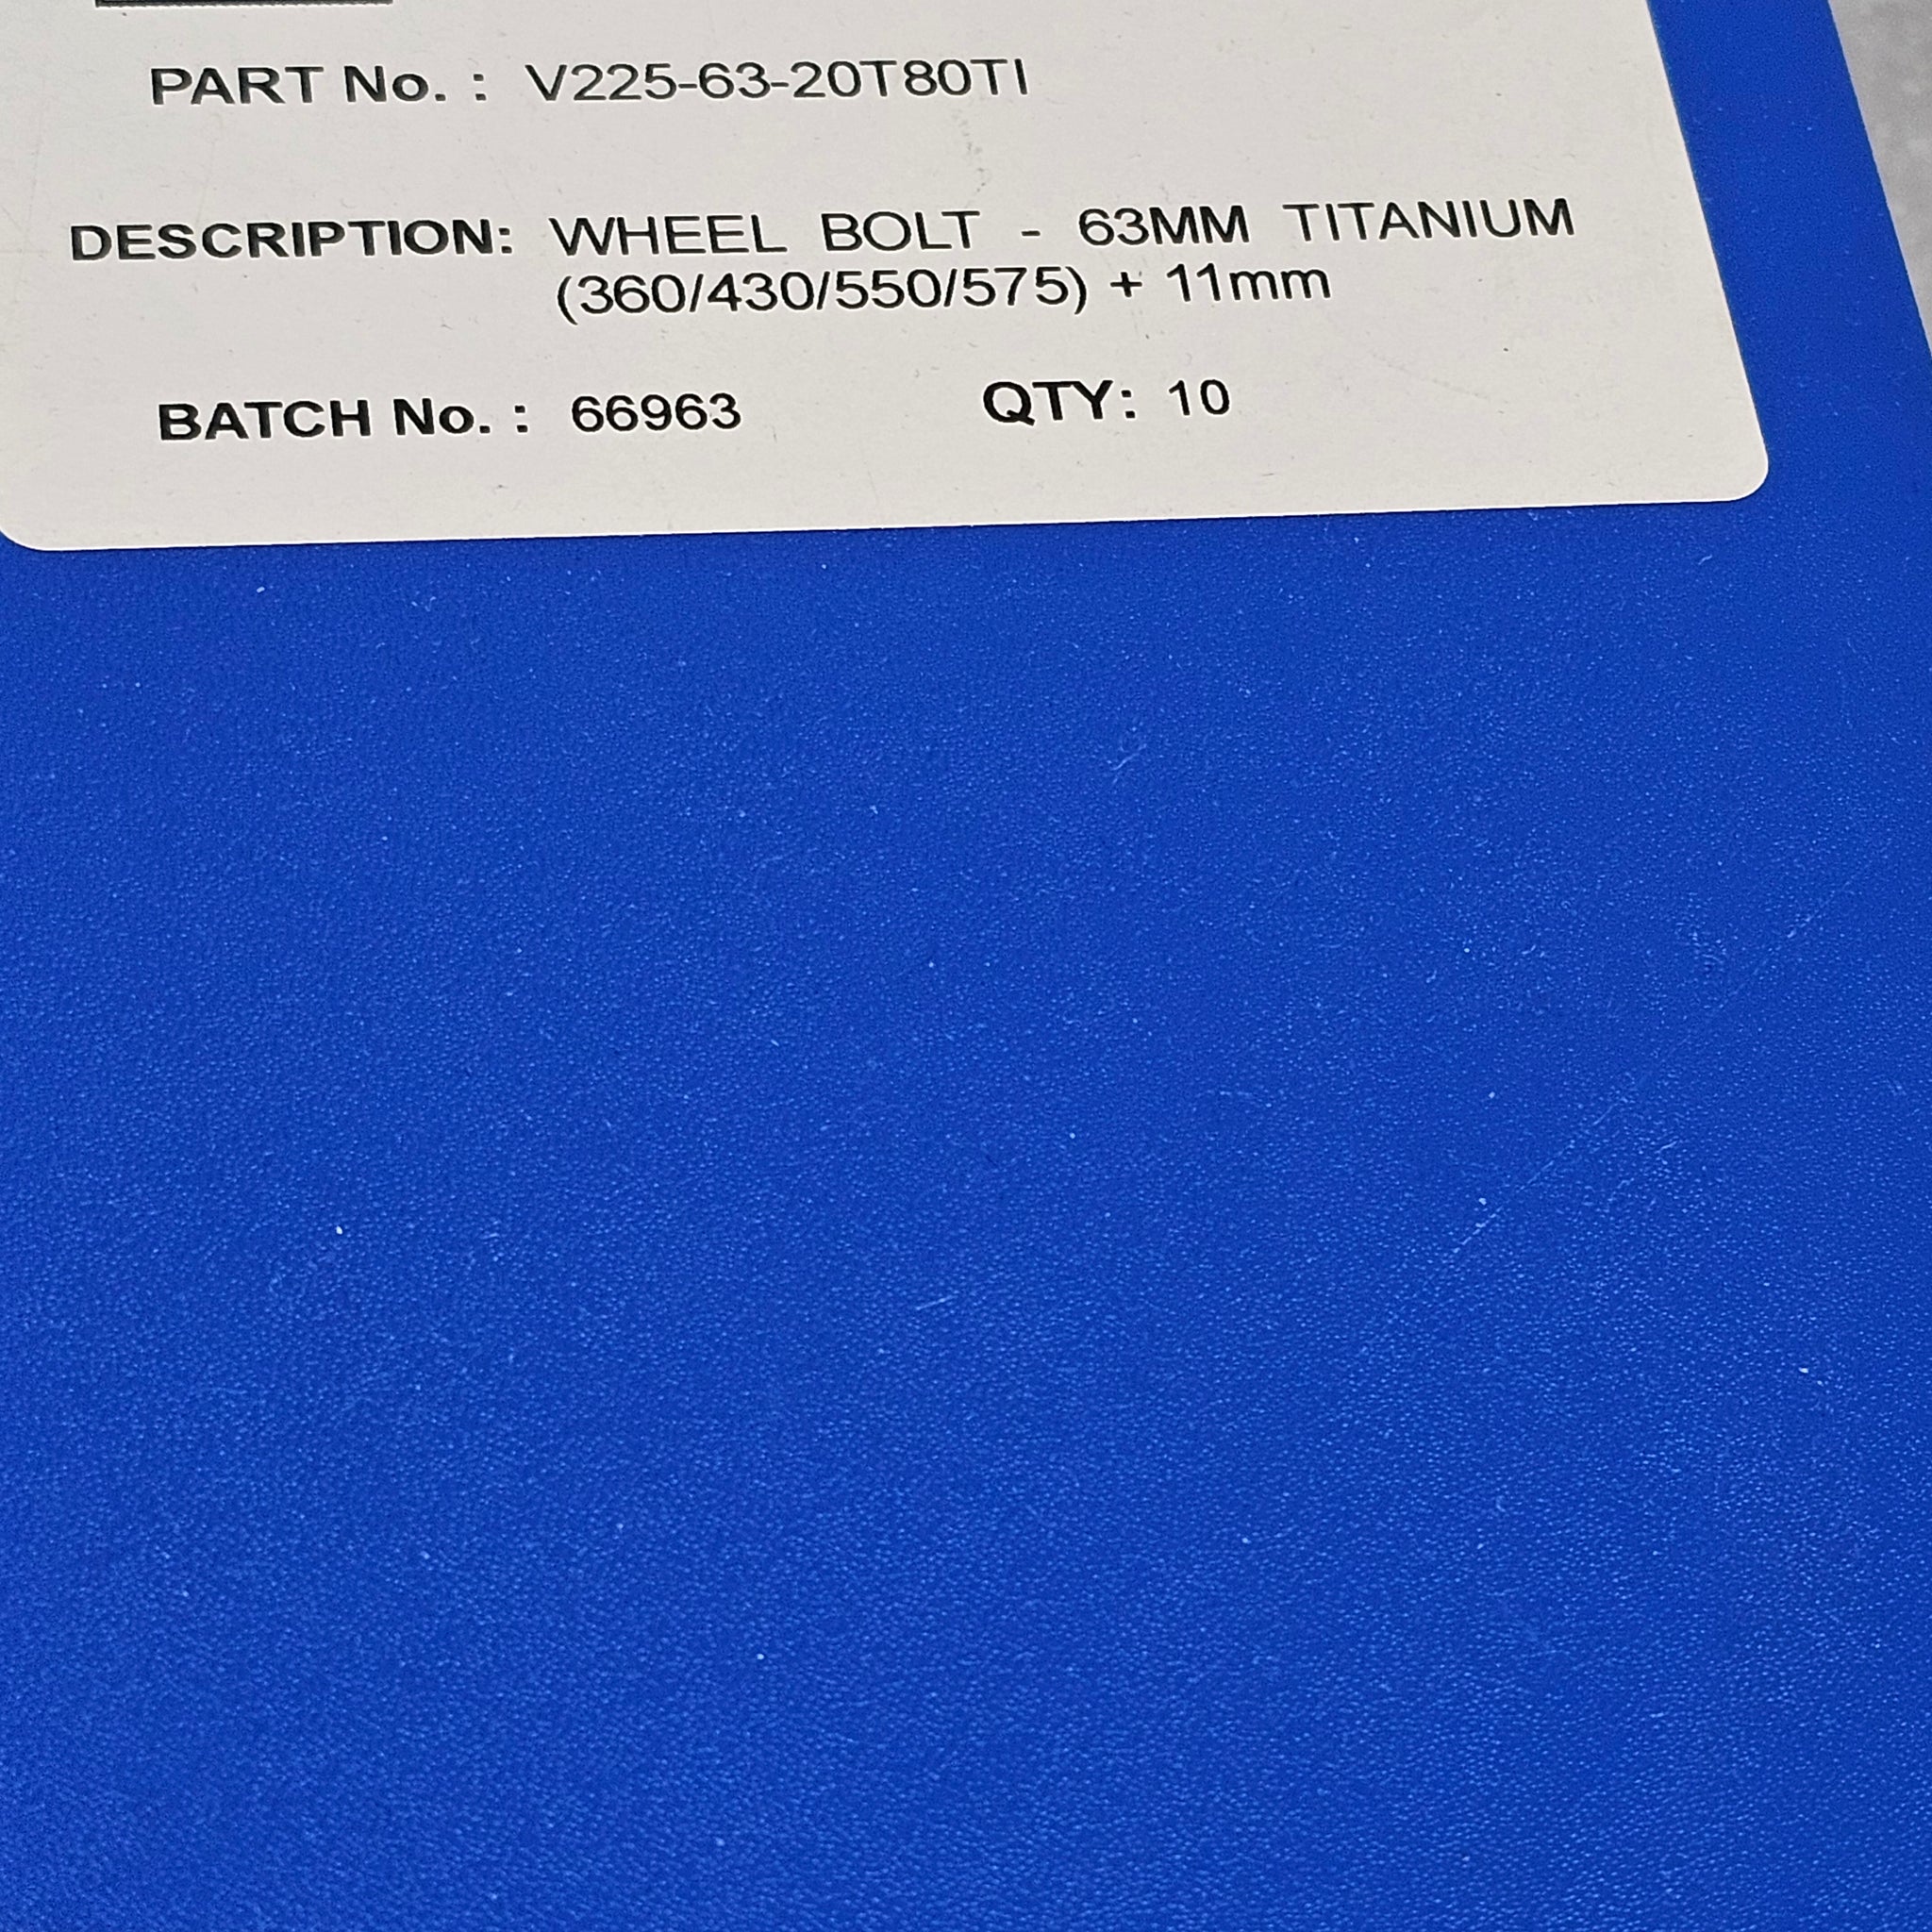 PART No. : V225-63-20T80TI
DESCRIPTION: WHEEL BOLT - 63MM TITANIUM
(360/430/550/575) + 11mm
BATCH No. : 66963 QTY: 10